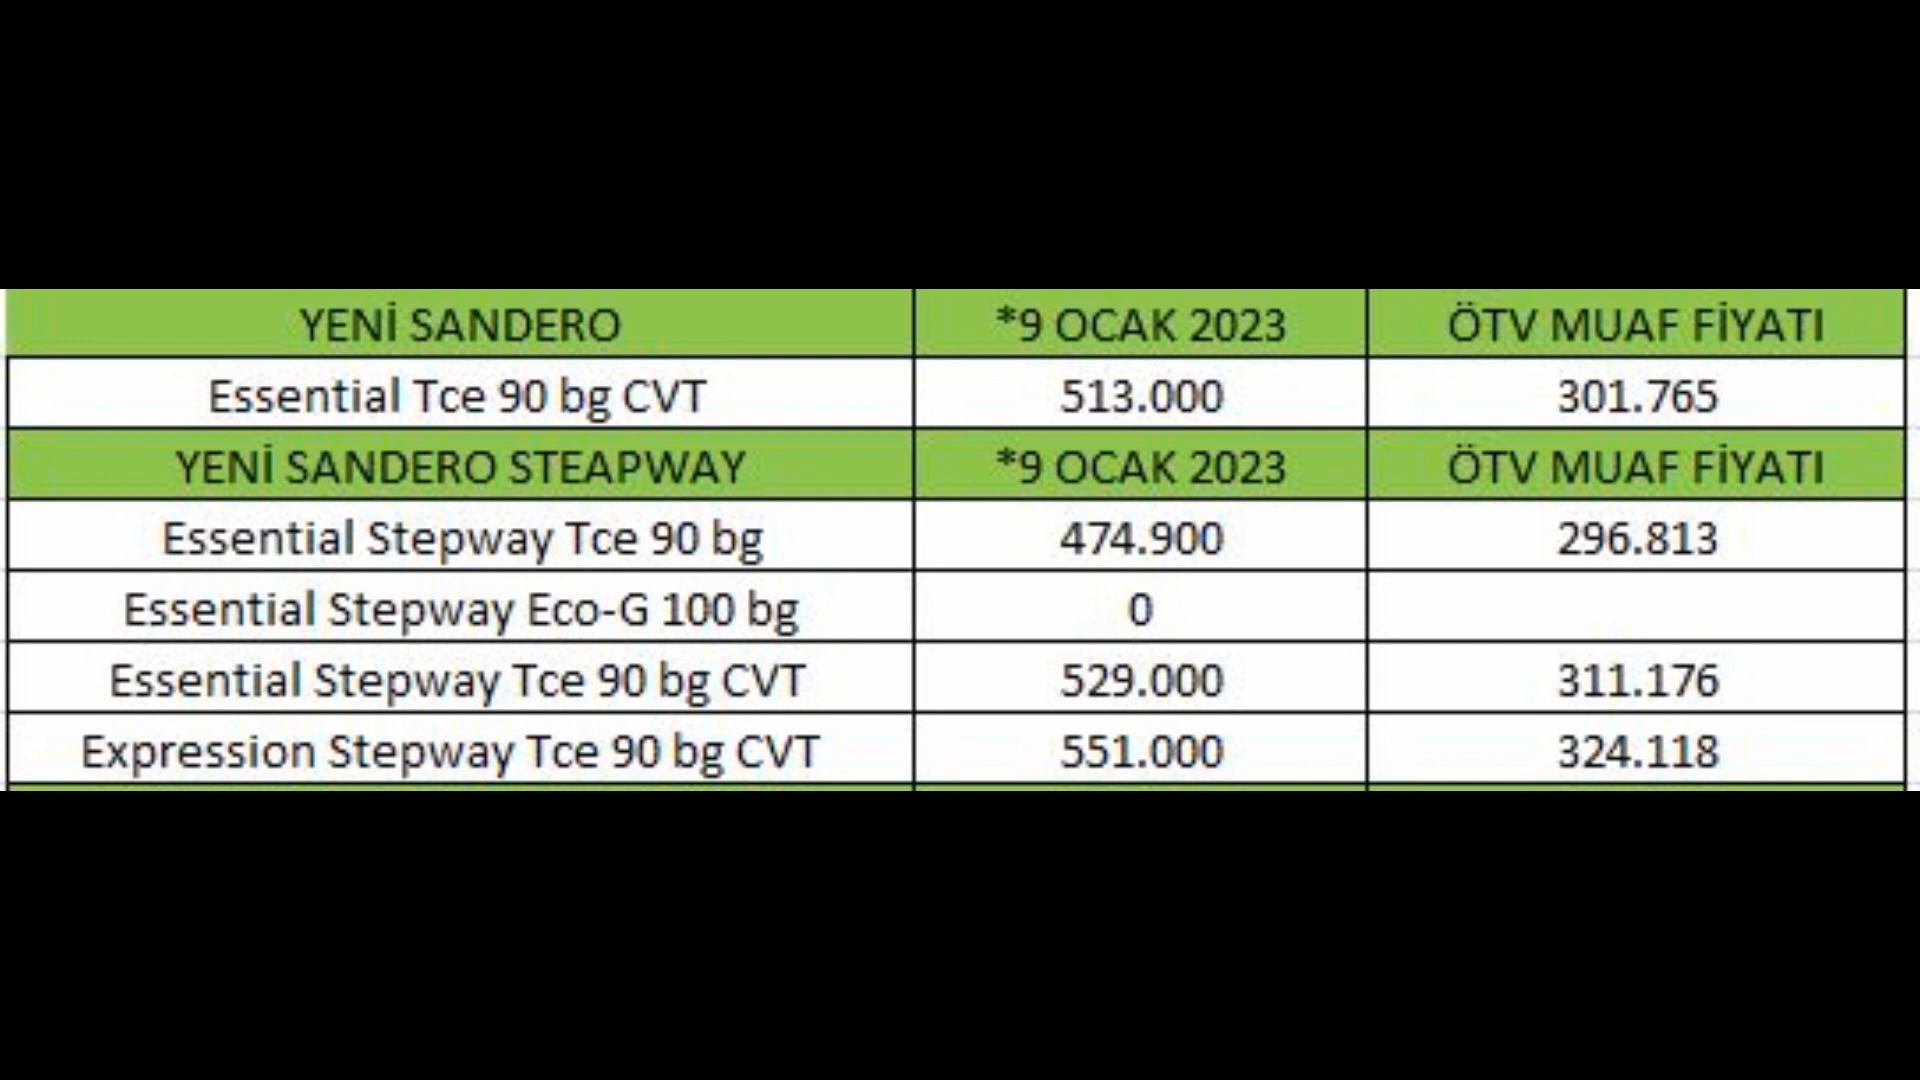 YENİ SANDERO *9 OCAK 2023 ÖTV MUAF FİYATI
Essential Tce 90 bg CVT 513.000 301.765
YENİ SANDERO STEAPWAY *9 OCAK 2023 ÖTV MUAF FİYATI
Essential Stepway Tce 90 bg 474.900 296.813
Essential Stepway Eco-G 100 bg 0
Essential Stepway Tce 90 bg CVT 529.000 311.176
Expression Stepway Tce 90 bg CVT 551.000 324.118